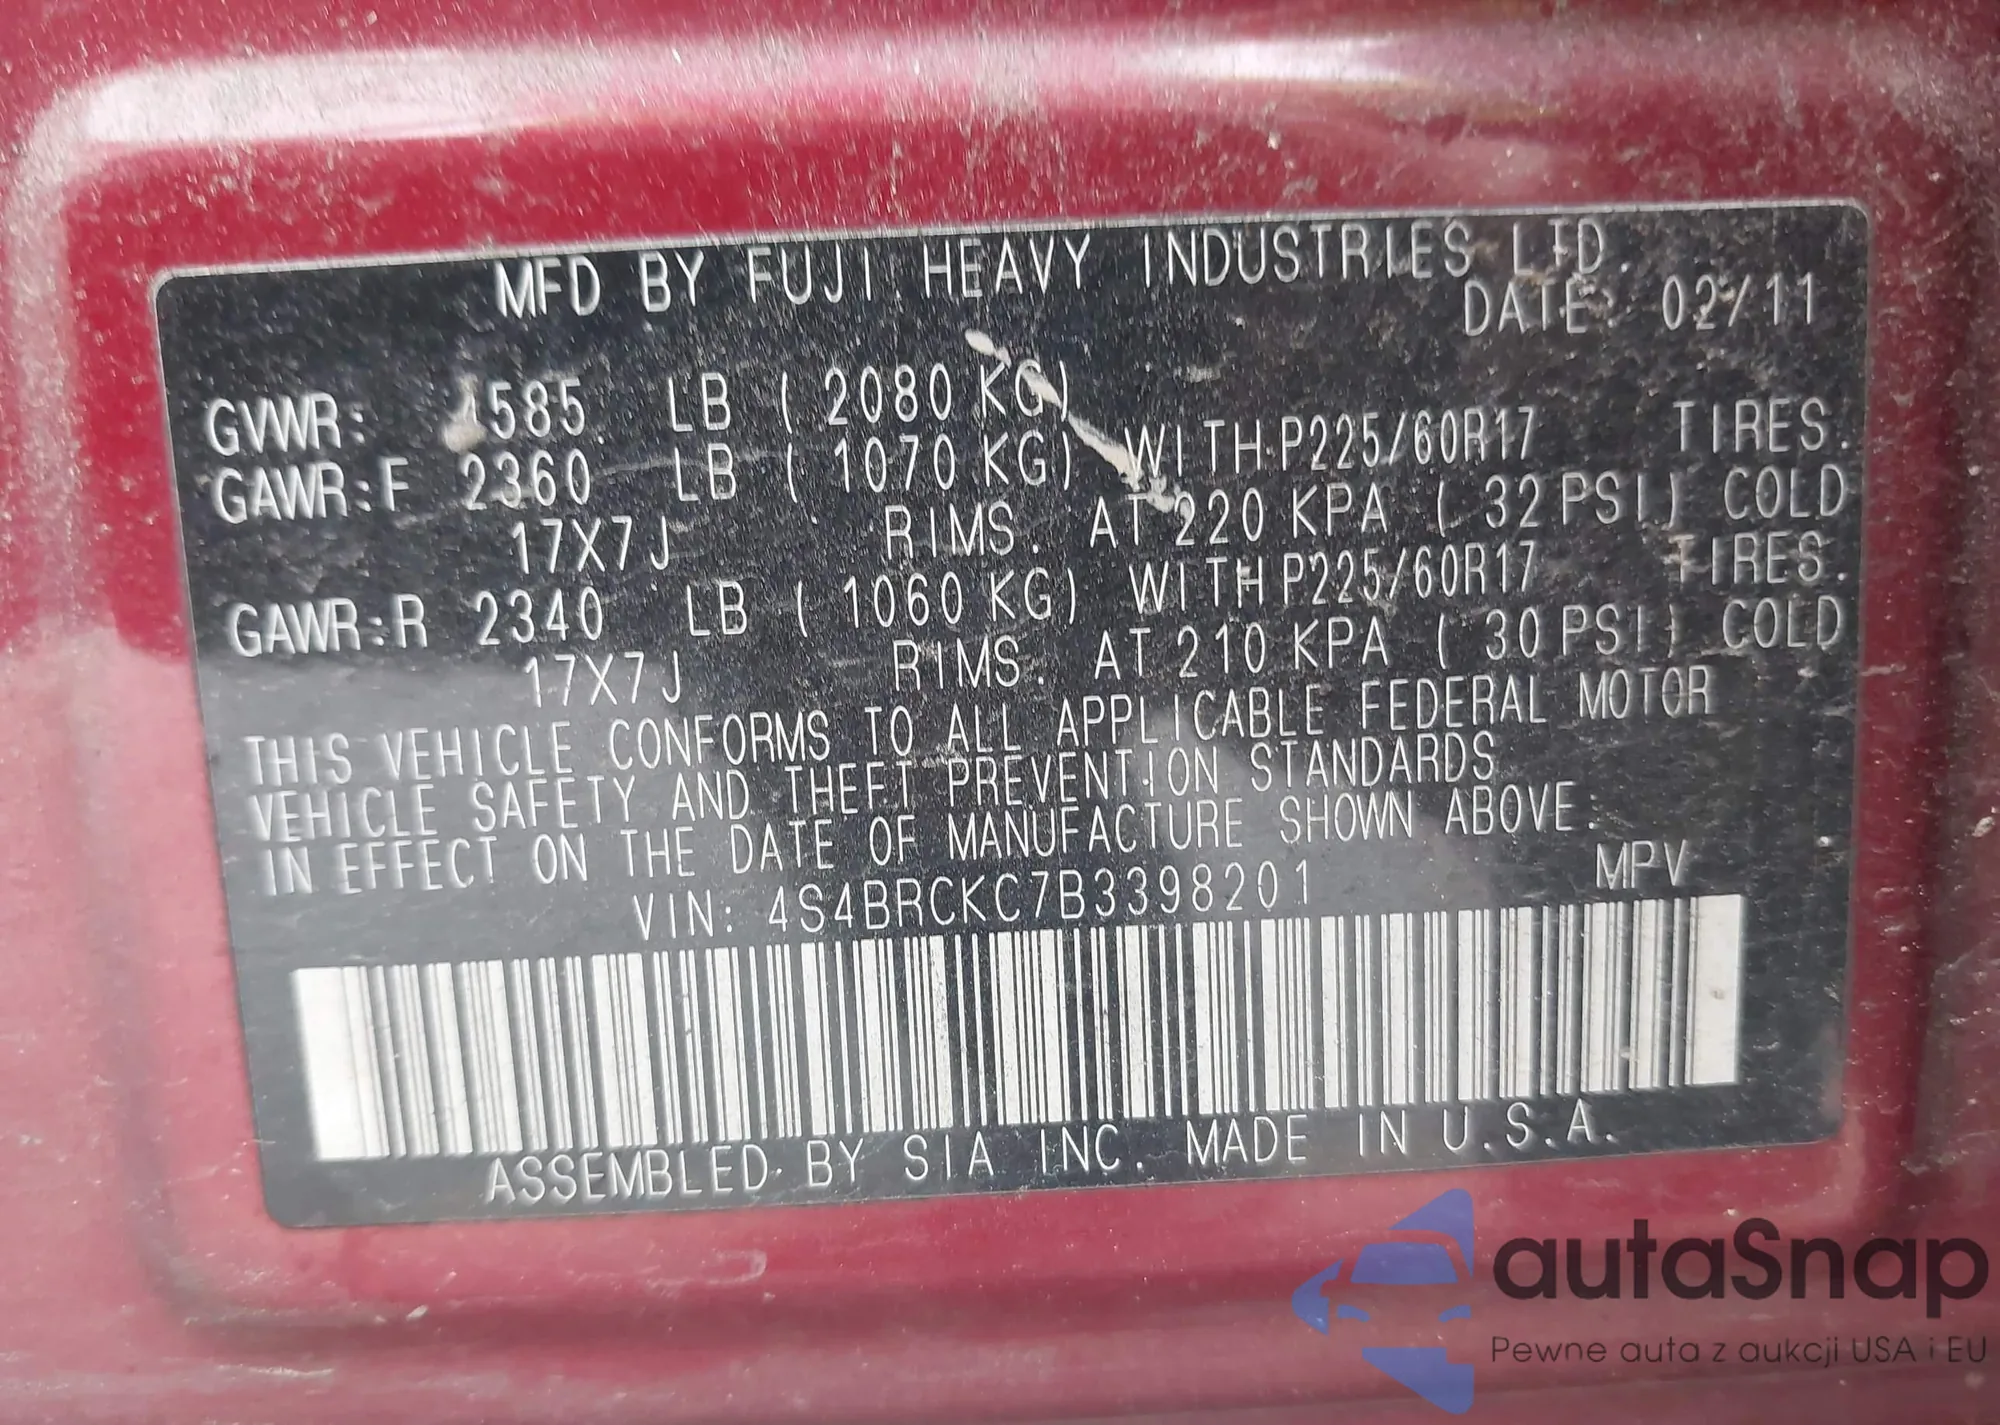 MFD BY FUJI HEAVY INDUSTRIES LTD.
DATE: 02/11
GVWR: 4585 LB ( 2080 KG)
GAWR:F 2360 LB ( 1070 KG) WITH P225/60R17 TIRES.
17X7J RIMS. AT 220 KPA ( 32 PSI) COLD
GAWR:R 2340 LB ( 1060 KG) WITH P225/60R17 TIRES.
17X7J RIMS. AT 210 KPA ( 30 PSI) COLD
THIS VEHICLE CONFORMS TO ALL APPLICABLE FEDERAL MOTOR
VEHICLE SAFETY AND THEFT PREVENTION STANDARDS
IN EFFECT ON THE DATE OF MANUFACTURE SHOWN ABOVE.
VIN: 4S4BRCKC7B3398201 MPV
ASSEMBLED BY SIA INC. MADE IN U.S.A.
autaSnap
Pewne auta z aukcji USA i EU